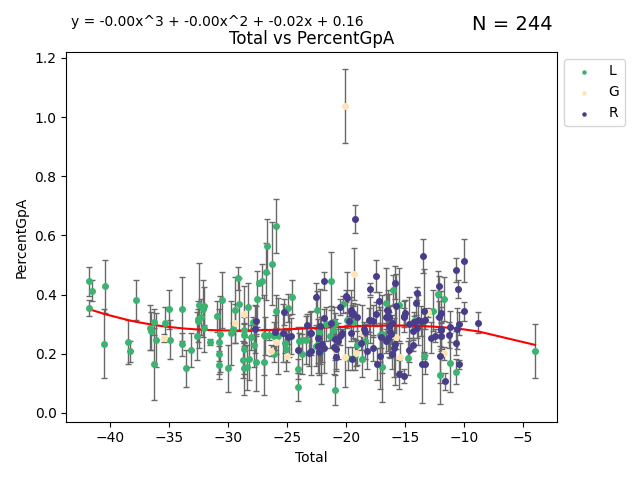 y = -0.00x^3 + -0.00x^2 + -0.02x + 0.16
N = 244
Total vs PercentGpA
L
G
R
PercentGpA
1.2
1.0
0.8
0.6
0.4
0.2
0.0
−40 −35 −30 −25 −20 −15 −10 −5
Total